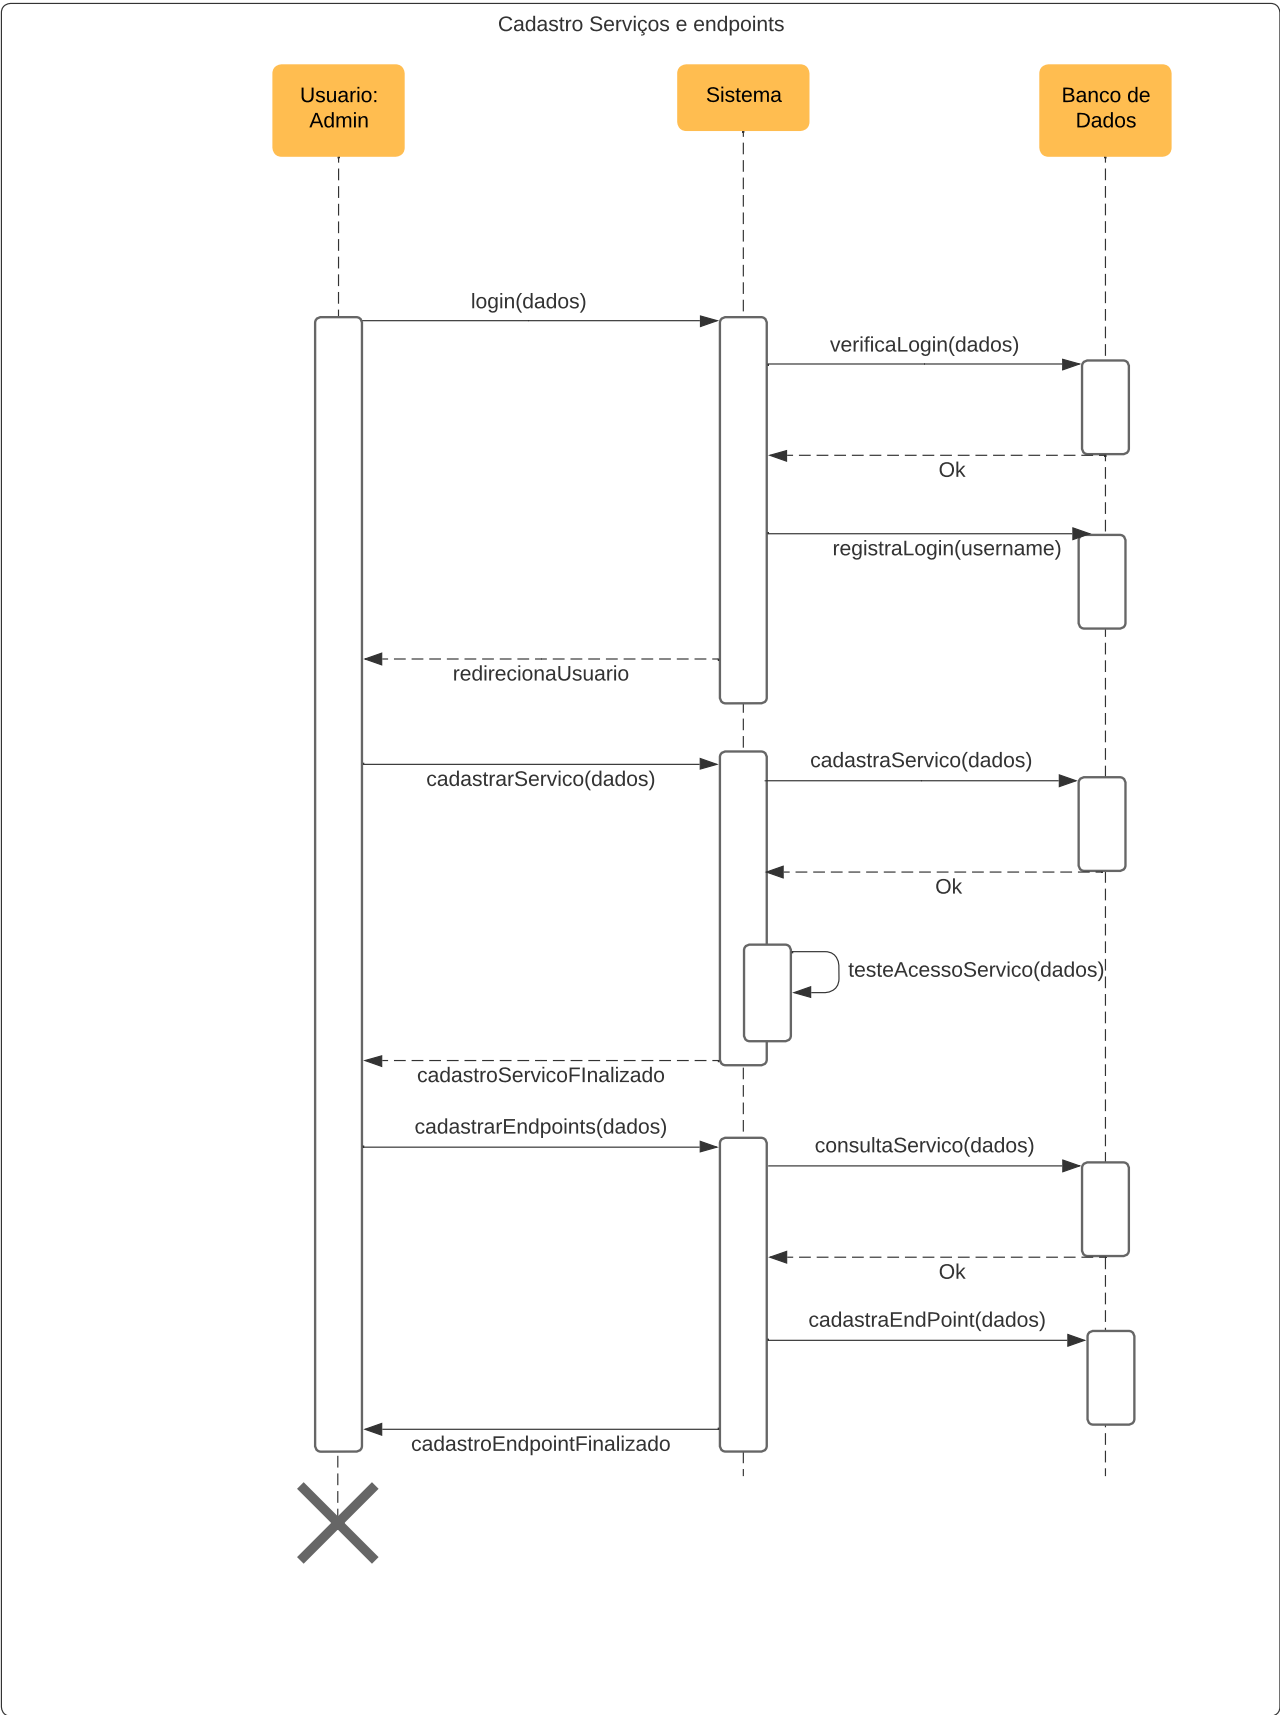 Cadastro Serviços e endpoints
Usuario:
Admin
Sistema
Banco de
Dados
login(dados)
verificaLogin(dados)
Ok
registraLogin(username)
redirecionaUsuario
cadastraServico(dados)
cadastrarServico(dados)
Ok
testeAcessoServico(dados)
cadastroServicoFInalizado
cadastrarEndpoints(dados)
consultaServico(dados)
Ok
cadastraEndPoint(dados)
cadastroEndpointFinalizado